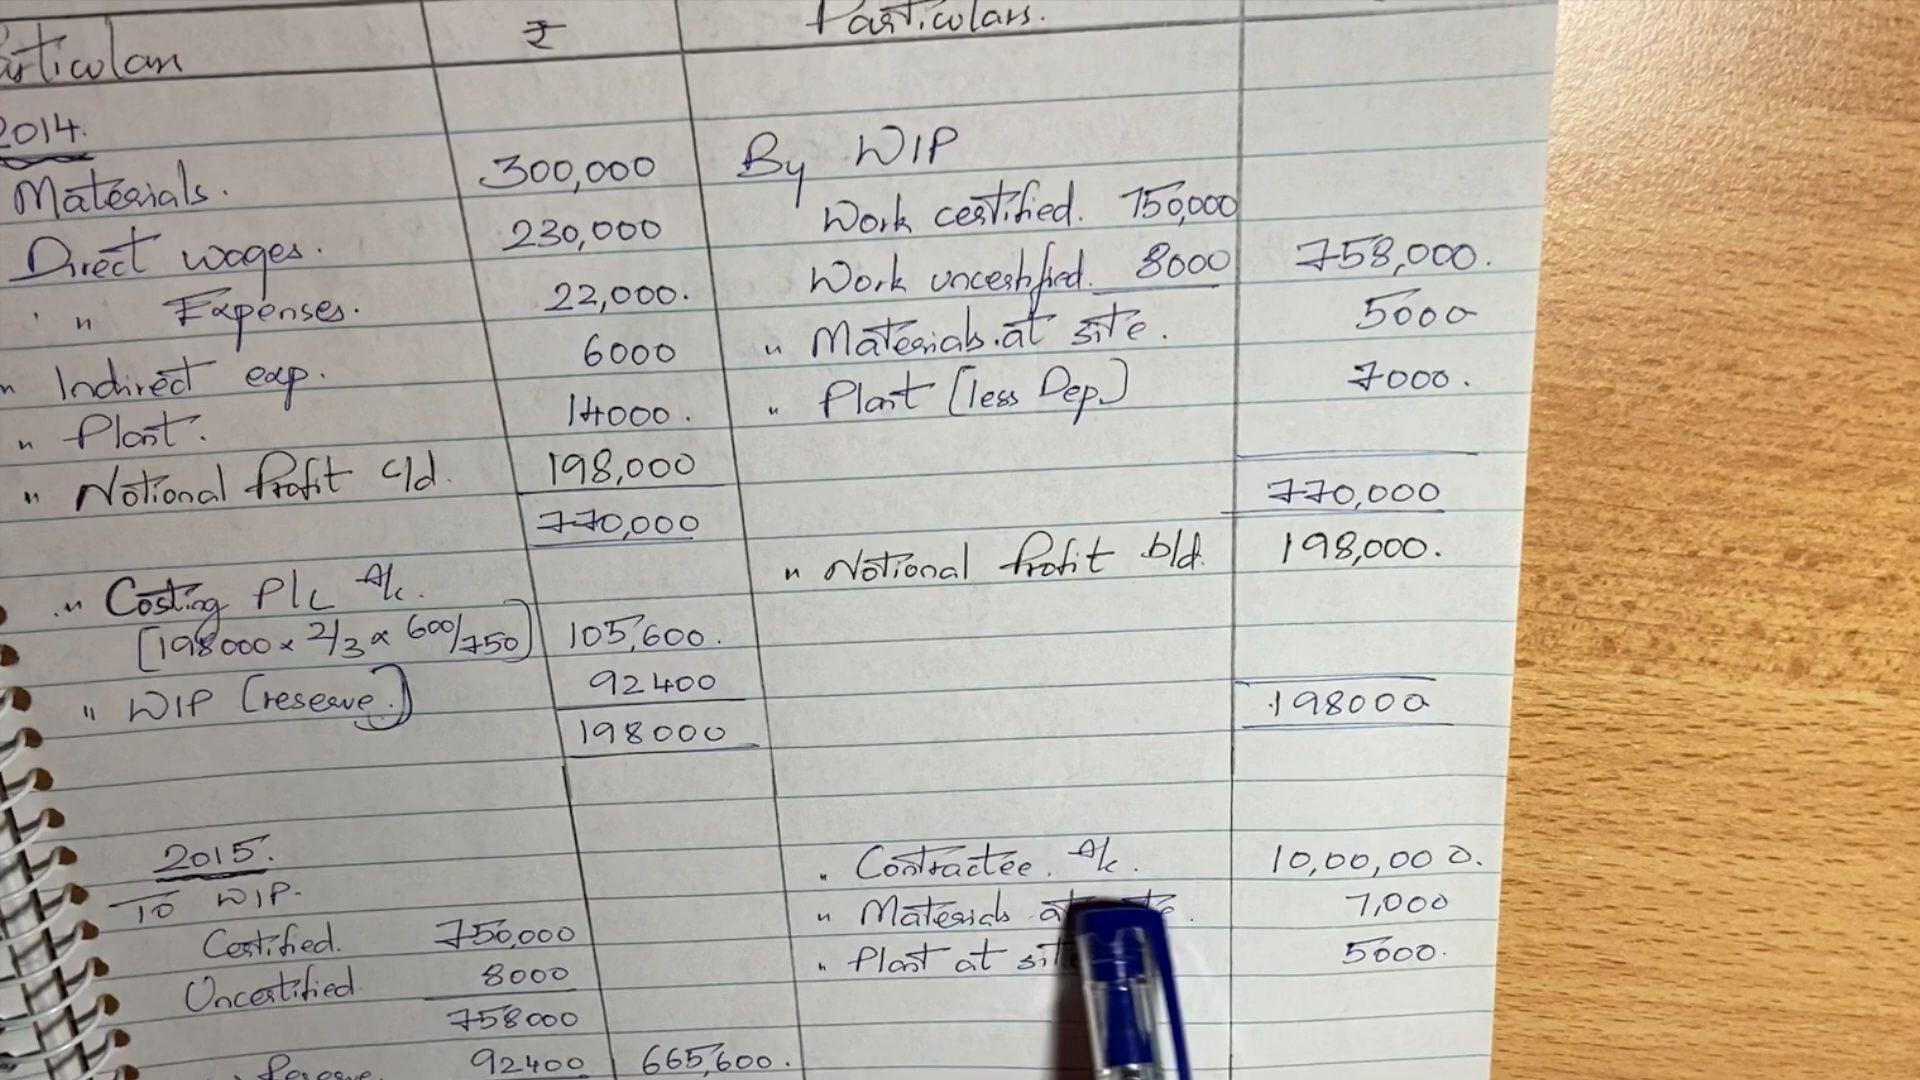 rticulars ₹ Particulars.
2014.
Materials. 300,000 By WIP
Direct wages. 230,000 Work certified. 750,000
" " Expenses. 22,000. Work uncertified. 8000 758,000.
" Indirect exp. 6000 " Materials at site. 5000
" Plant. 14000. " Plant [less Dep.] 7000.
" Notional Profit c/d. 198,000
770,000 770,000
" Costing P/L A/c. " Notional Profit b/d. 198,000.
[198000 x 2/3 x 600/750] 105,600.
" WIP [reserve.] 92400
198000 198000
2015.
To WIP- " Contractee. A/c. 10,00,000.
Certified. 750,000 " Materials 7,000
Uncertified. 8000 " Plant at 5000.
758000
Reserve 92400 665,600.